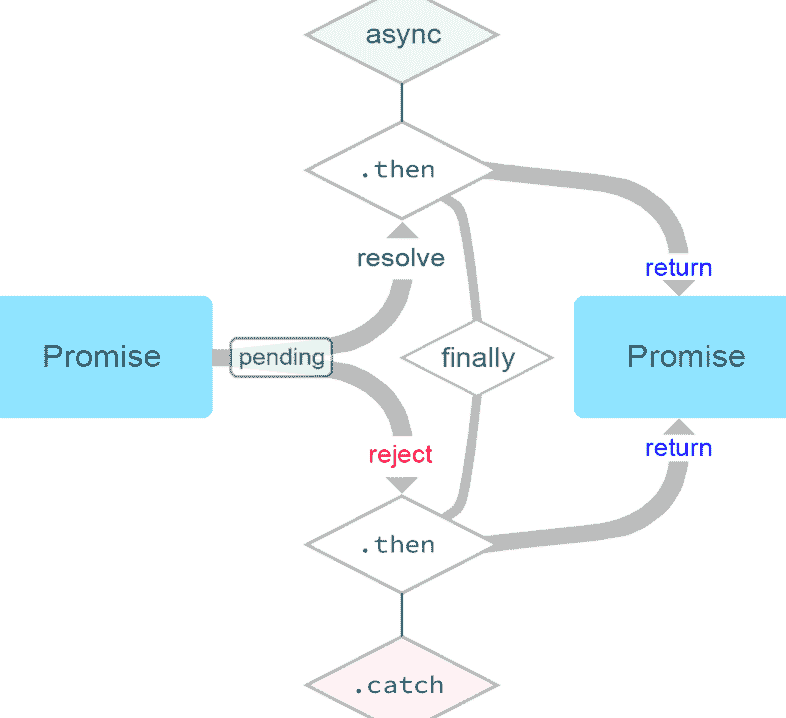 async
.then
resolve
return
Promise
pending
finally
Promise
reject
return
.then
.catch